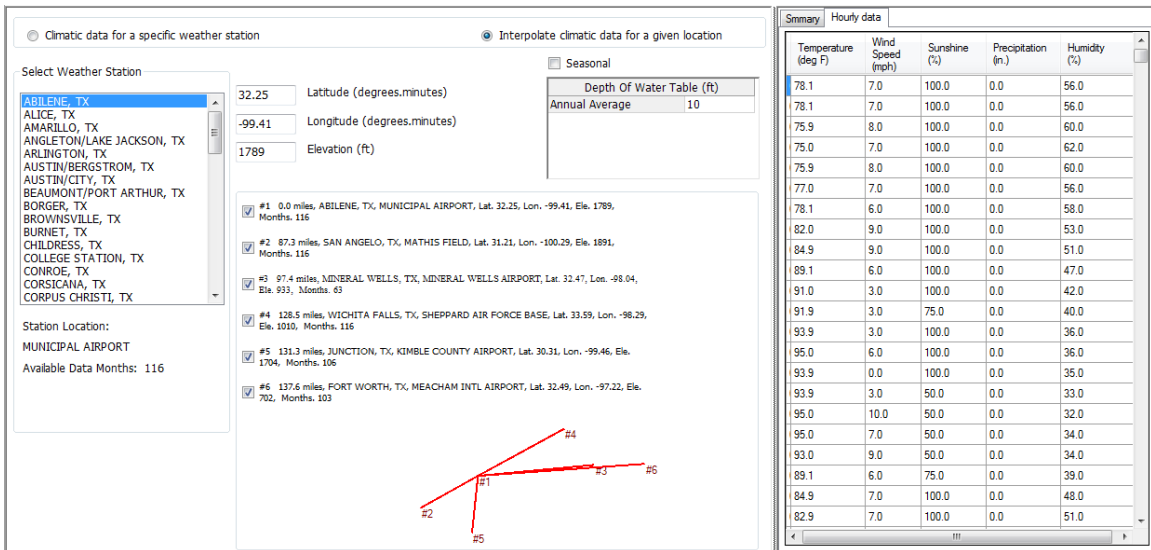 Climatic data for a specific weather station
Interpolate climatic data for a given location
Select Weather Station
ABILENE, TX
ALICE, TX
AMARILLO, TX
ANGLETON/LAKE JACKSON, TX
ARLINGTON, TX
AUSTIN/BERGSTROM, TX
AUSTIN/CITY, TX
BEAUMONT/PORT ARTHUR, TX
BORGER, TX
BROWNSVILLE, TX
BURNET, TX
CHILDRESS, TX
COLLEGE STATION, TX
CONROE, TX
CORSICANA, TX
CORPUS CHRISTI, TX
Station Location:
MUNICIPAL AIRPORT
Available Data Months: 116
32.25 Latitude (degrees.minutes)
-99.41 Longitude (degrees.minutes)
1789 Elevation (ft)
Seasonal
Depth Of Water Table (ft)
Annual Average 10
#1 0.0 miles, ABILENE, TX, MUNICIPAL AIRPORT, Lat. 32.25, Lon. -99.41, Ele. 1789,
Months. 116
#2 87.3 miles, SAN ANGELO, TX, MATHIS FIELD, Lat. 31.21, Lon. -100.29, Ele. 1891,
Months. 116
#3 97.4 miles, MINERAL WELLS, TX, MINERAL WELLS AIRPORT, Lat. 32.47, Lon. -98.04,
Ele. 933, Months. 63
#4 128.5 miles, WICHITA FALLS, TX, SHEPPARD AIR FORCE BASE, Lat. 33.59, Lon. -98.29,
Ele. 1010, Months. 116
#5 131.3 miles, JUNCTION, TX, KIMBLE COUNTY AIRPORT, Lat. 30.31, Lon. -99.46, Ele.
1704, Months. 106
#6 137.6 miles, FORT WORTH, TX, MEACHAM INTL AIRPORT, Lat. 32.49, Lon. -97.22, Ele.
702, Months. 103
#4
#3
#6
#1
#2
#5
Smmary Hourly data
Temperature (deg F) Wind Speed (mph) Sunshine (%) Precipitation (in.) Humidity (%)
78.1 7.0 100.0 0.0 56.0
78.1 7.0 100.0 0.0 56.0
75.9 8.0 100.0 0.0 60.0
75.0 7.0 100.0 0.0 62.0
75.9 8.0 100.0 0.0 60.0
77.0 7.0 100.0 0.0 56.0
78.1 6.0 100.0 0.0 58.0
82.0 9.0 100.0 0.0 53.0
84.9 9.0 100.0 0.0 51.0
89.1 6.0 100.0 0.0 47.0
91.0 3.0 100.0 0.0 42.0
91.9 3.0 75.0 0.0 40.0
93.9 3.0 100.0 0.0 36.0
95.0 6.0 100.0 0.0 36.0
93.9 0.0 100.0 0.0 35.0
93.9 3.0 50.0 0.0 33.0
95.0 10.0 50.0 0.0 32.0
95.0 7.0 50.0 0.0 34.0
93.0 9.0 50.0 0.0 34.0
89.1 6.0 75.0 0.0 39.0
84.9 7.0 100.0 0.0 48.0
82.9 7.0 100.0 0.0 51.0